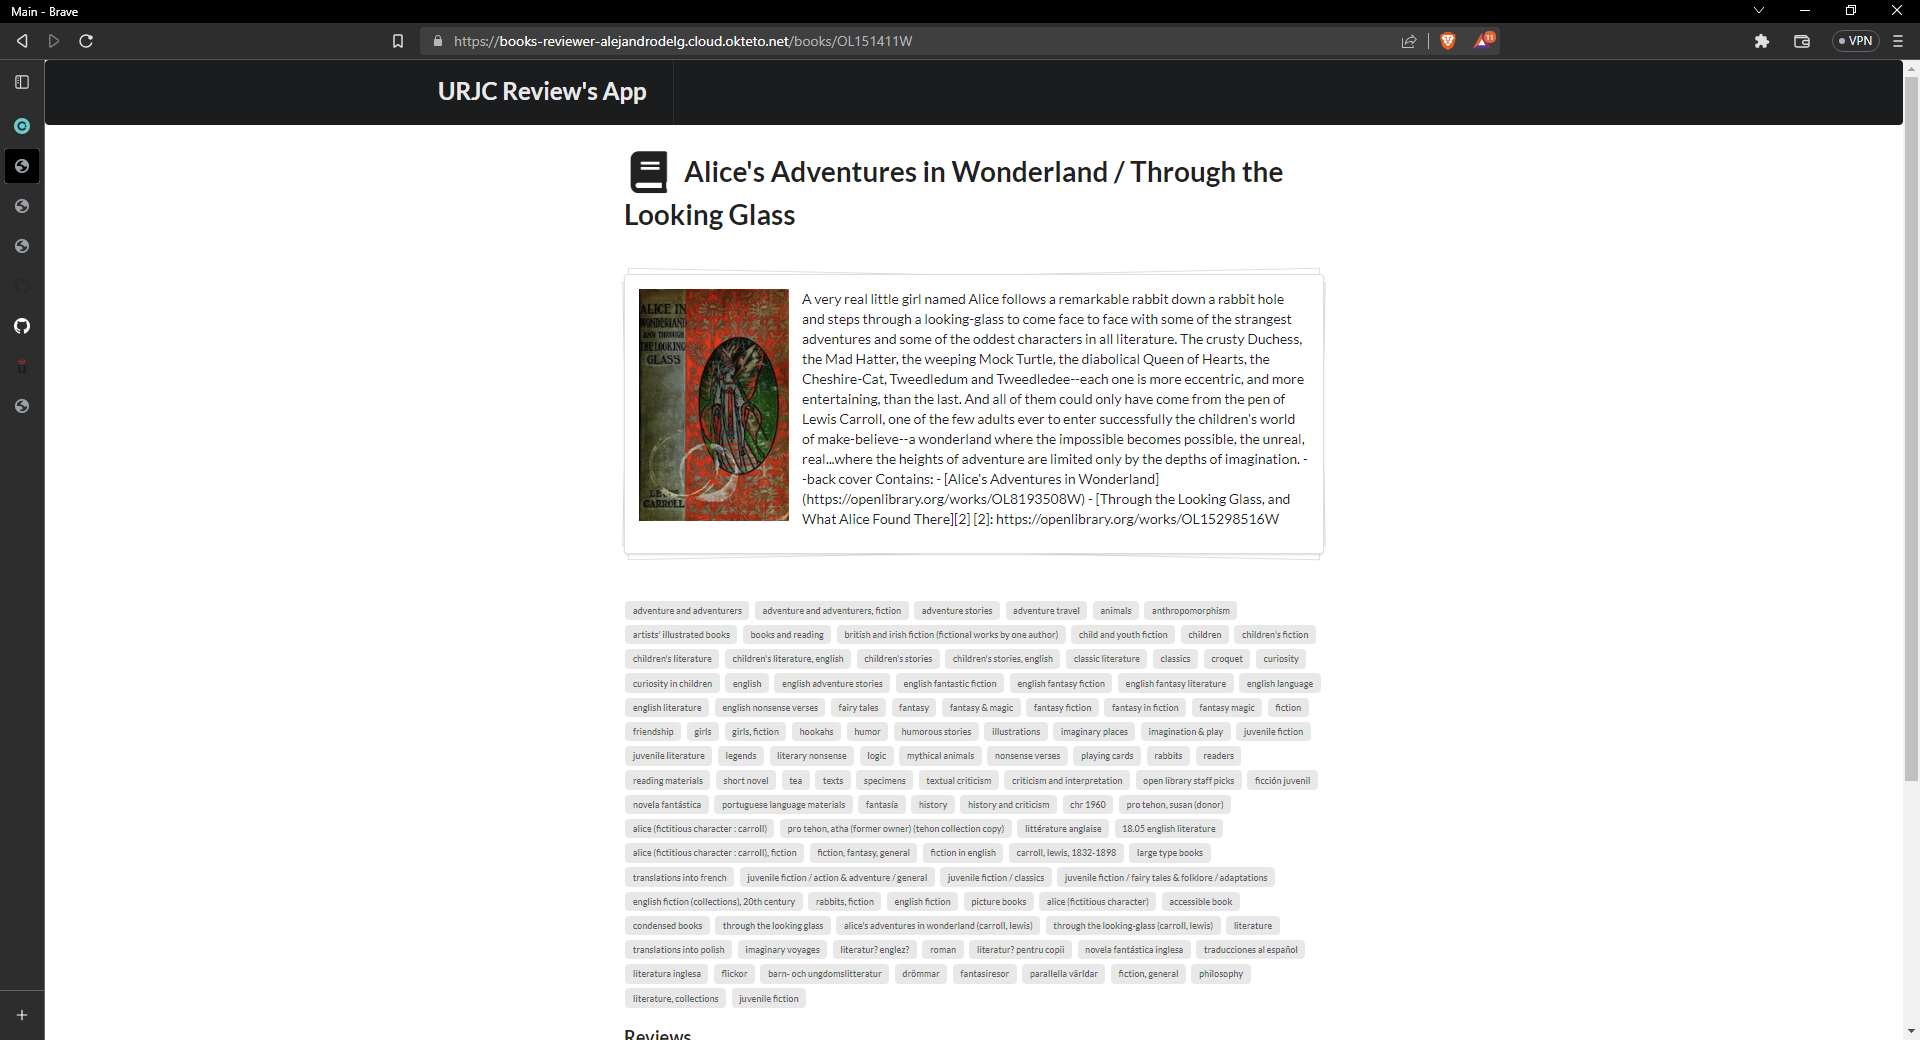 Main - Brave
https://books-reviewer-alejandrodelg.cloud.okteto.net/books/OL151411W
11
VPN
URJC Review's App
Alice's Adventures in Wonderland / Through the
Looking Glass
ALICE IN
WONDERLAND
AND THROUGH
THE LOOKING
GLASS
LEWIS
CARROLL
A very real little girl named Alice follows a remarkable rabbit down a rabbit hole
and steps through a looking-glass to come face to face with some of the strangest
adventures and some of the oddest characters in all literature. The crusty Duchess,
the Mad Hatter, the weeping Mock Turtle, the diabolical Queen of Hearts, the
Cheshire-Cat, Tweedledum and Tweedledee--each one is more eccentric, and more
entertaining, than the last. And all of them could only have come from the pen of
Lewis Carroll, one of the few adults ever to enter successfully the children's world
of make-believe--a wonderland where the impossible becomes possible, the unreal,
real...where the heights of adventure are limited only by the depths of imagination. -
-back cover Contains: - [Alice's Adventures in Wonderland]
(https://openlibrary.org/works/OL8193508W) - [Through the Looking Glass, and
What Alice Found There][2] [2]: https://openlibrary.org/works/OL15298516W
adventure and adventurers adventure and adventurers, fiction adventure stories adventure travel animals anthropomorphism
artists' illustrated books books and reading british and irish fiction (fictional works by one author) child and youth fiction children children's fiction
children's literature children's literature, english children's stories children's stories, english classic literature classics croquet curiosity
curiosity in children english english adventure stories english fantastic fiction english fantasy fiction english fantasy literature english language
english literature english nonsense verses fairy tales fantasy fantasy & magic fantasy fiction fantasy in fiction fantasy magic fiction
friendship girls girls, fiction hookahs humor humorous stories illustrations imaginary places imagination & play juvenile fiction
juvenile literature legends literary nonsense logic mythical animals nonsense verses playing cards rabbits readers
reading materials short novel tea texts specimens textual criticism criticism and interpretation open library staff picks ficción juvenil
novela fantástica portuguese language materials fantasía history history and criticism chr 1960 pro tehon, susan (donor)
alice (fictitious character : carroll) pro tehon, atha (former owner) (tehon collection copy) littérature anglaise 18.05 english literature
alice (fictitious character : carroll), fiction fiction, fantasy, general fiction in english carroll, lewis, 1832-1898 large type books
translations into french juvenile fiction / action & adventure / general juvenile fiction / classics juvenile fiction / fairy tales & folklore / adaptations
english fiction (collections), 20th century rabbits, fiction english fiction picture books alice (fictitious character) accessible book
condensed books through the looking glass alice's adventures in wonderland (carroll, lewis) through the looking-glass (carroll, lewis) literature
translations into polish imaginary voyages literatur? englez? roman literatur? pentru copii novela fantástica inglesa traducciones al español
literatura inglesa flickor barn- och ungdomslitteratur drömmar fantasiresor parallella världar fiction, general philosophy
literature, collections juvenile fiction
Reviews